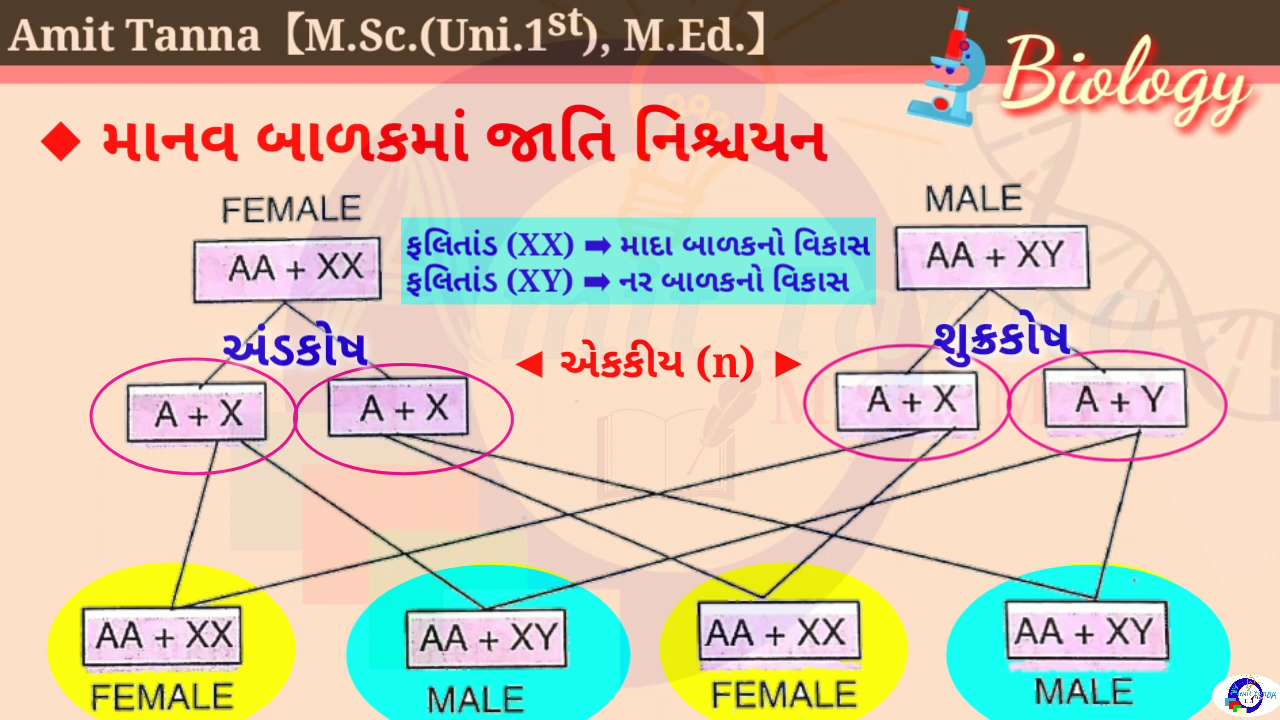 Amit Tanna【M.Sc.(Uni.1st), M.Ed.】
Biology
◆ માનવ બાળકમાં જાતિ નિશ્ચયન
FEMALE
MALE
AA + XX
ફલિતાંડ (XX) ➡ માદા બાળકનો વિકાસ
ફલિતાંડ (XY) ➡ નર બાળકનો વિકાસ
AA + XY
અંડકોષ
◀ એકકીય (n) ▶
શુક્રકોષ
A + X
A + X
A + X
A + Y
AA + XX
AA + XY
AA + XX
AA + XY
FEMALE
MALE
FEMALE
MALE